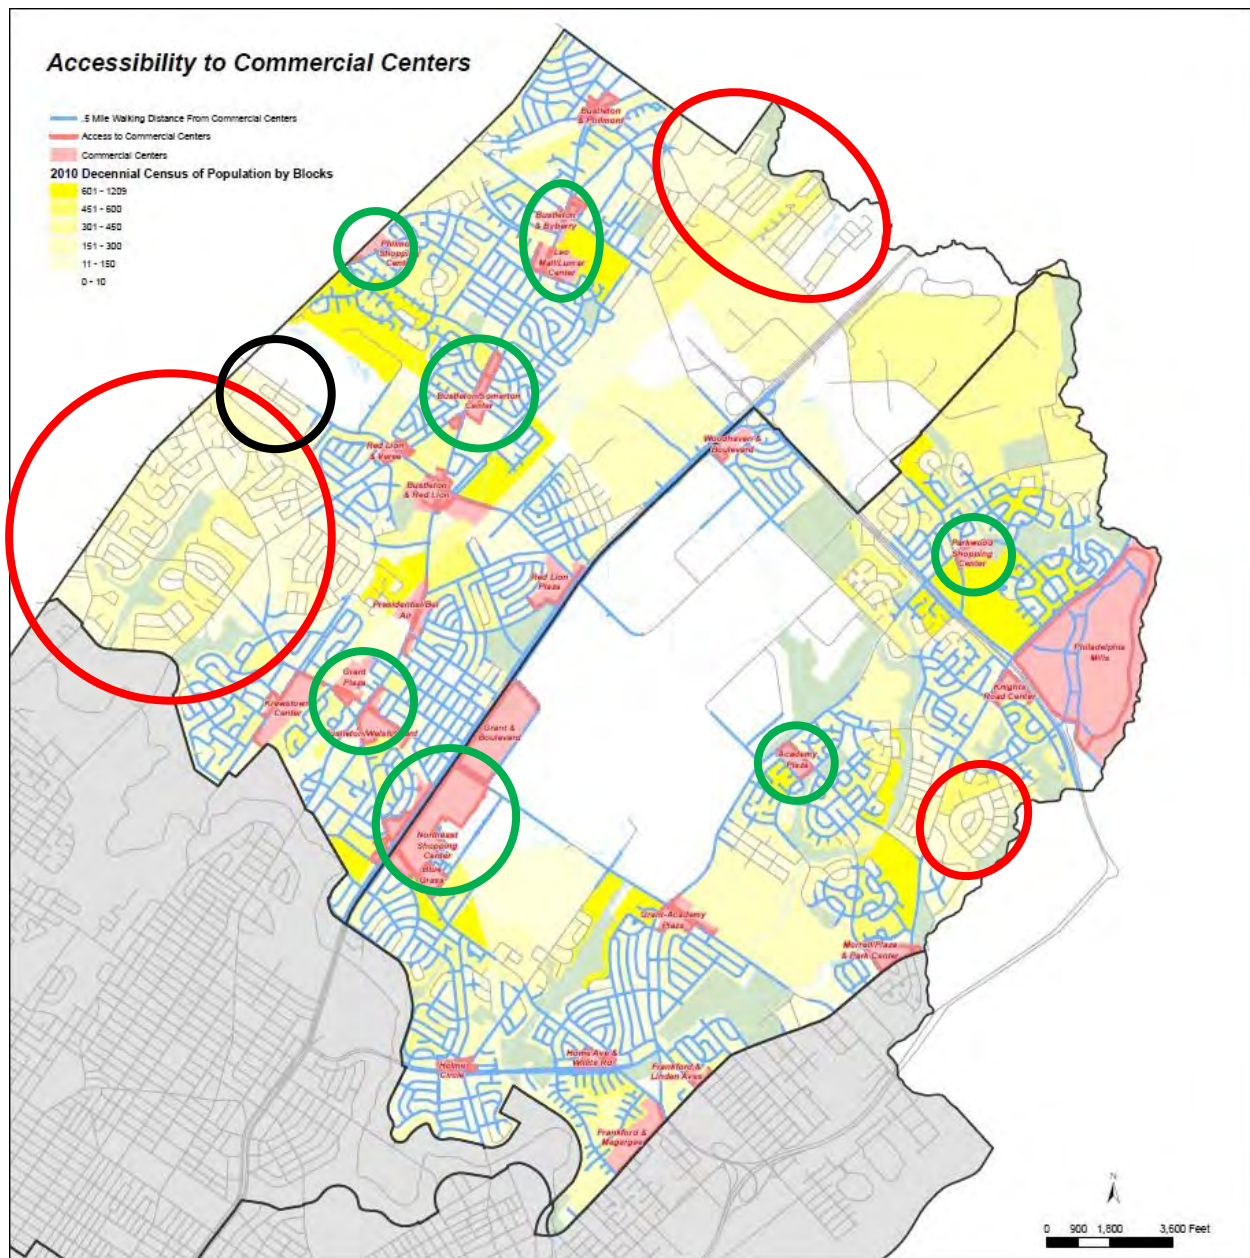 Accessibility to Commercial Centers
.5 Mile Walking Distance From Commercial Centers
Access to Commercial Centers
Commercial Centers
2010 Decennial Census of Population by Blocks
601 - 1209
451 - 600
301 - 450
151 - 300
11 - 150
0 - 10
Bustleton
& Philmont
Bustleton
& Byberry
Leo
Mall/Lumar
Center
Shopping
Bustleton/Somerton
Center
Red Lion
& Verree
Bustleton
& Red Lion
Woodhaven &
Boulevard
Parkwood
Shopping
Center
Red Lion
Plaza
Presidential/Bel
Air
Philadelphia
Mills
Knights
Road Center
Grant
Plaza
Krewstown
Center
Grant &
Boulevard
Academy
Plaza
Northeast
Shopping
Center
Blue
Grass
Grant-Academy
Plaza
Morrell Plaza
& Park Center
Holme
Circle
Holme Ave &
Willits Rd
Frankford &
Linden Aves
Frankford &
N
0 900 1,800 3,600 Feet